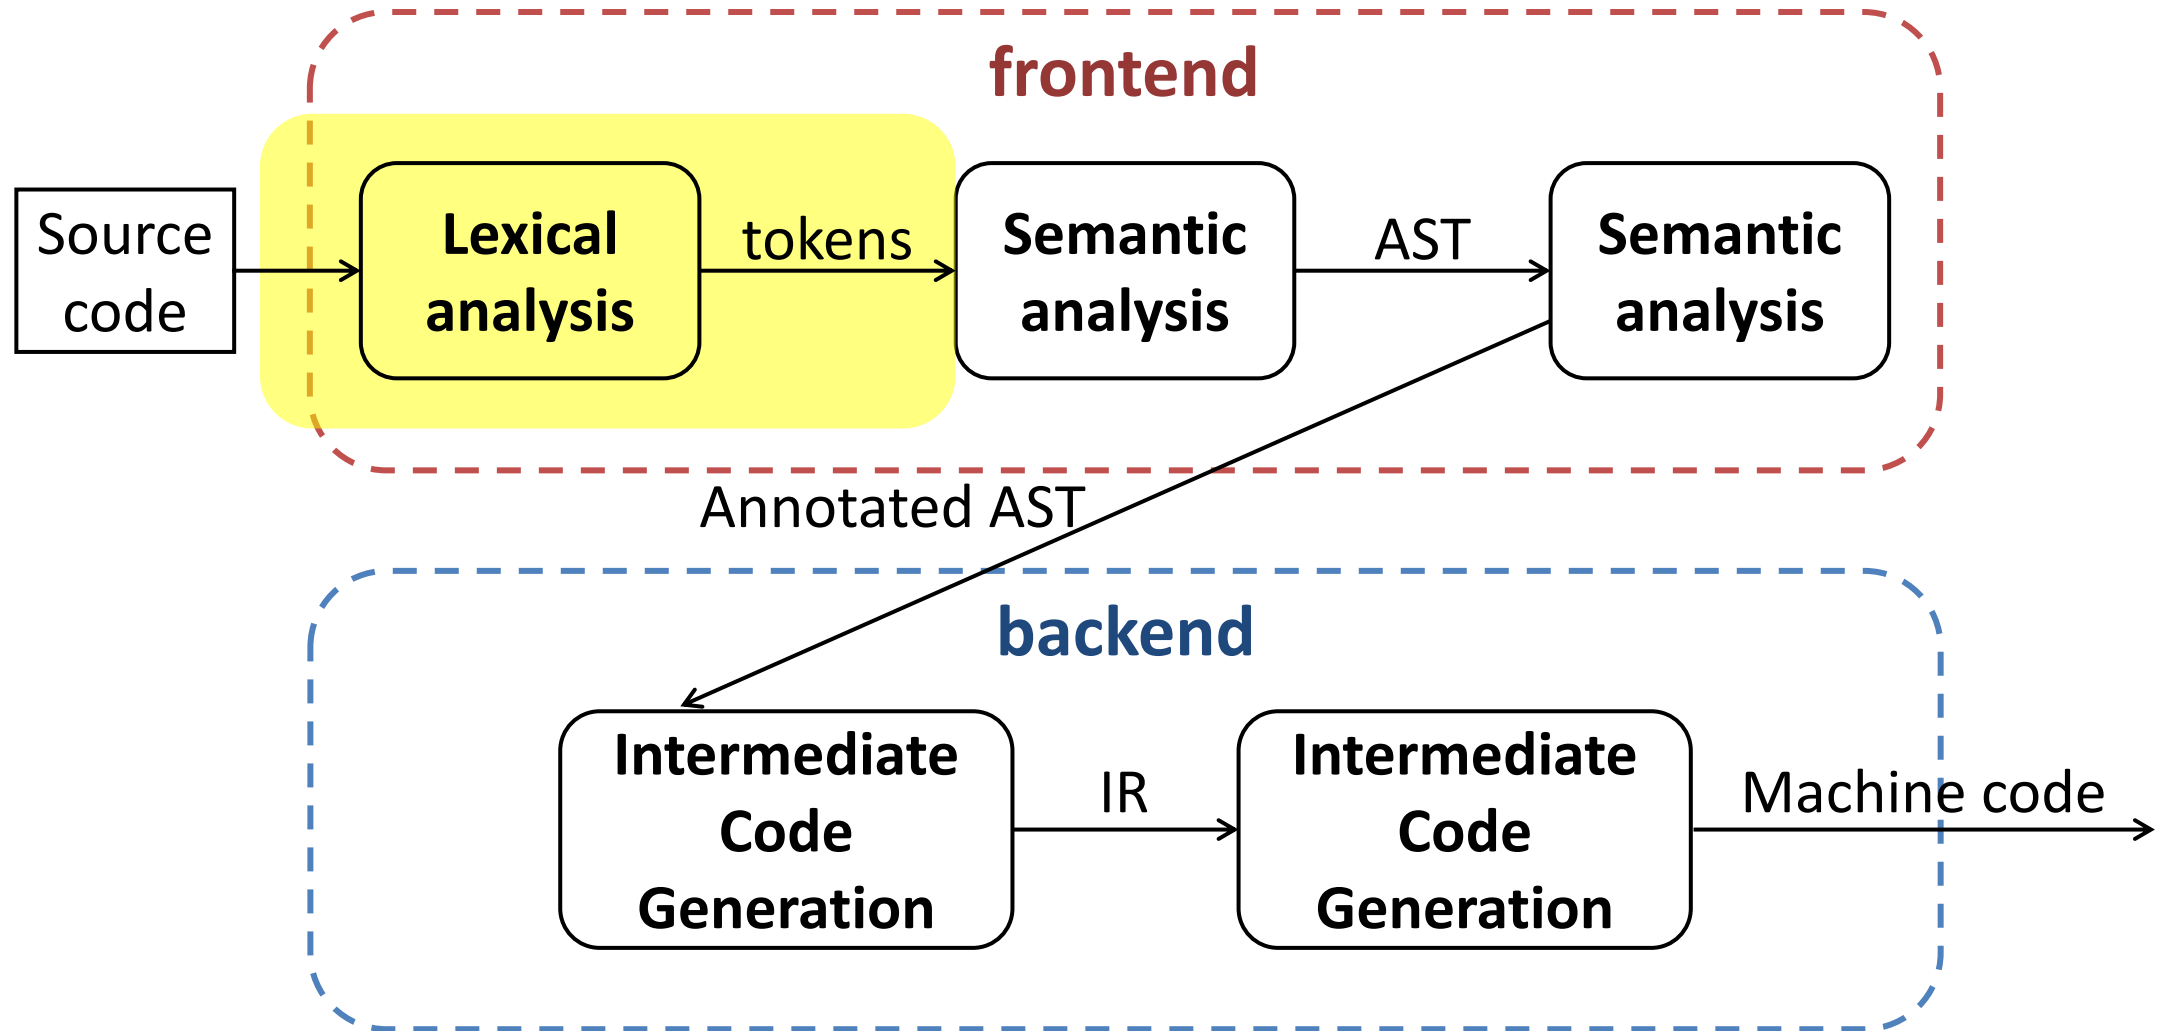 frontend
Source
code
Lexical
analysis
tokens
Semantic
analysis
AST
Semantic
analysis
Annotated AST
backend
Intermediate
Code
Generation
IR
Intermediate
Code
Generation
Machine code